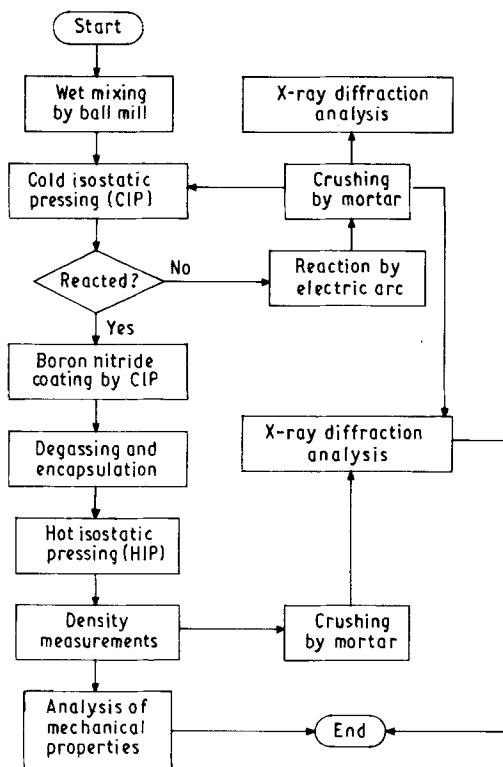 Start
Wet mixing
by ball mill
X-ray diffraction
analysis
Cold isostatic
pressing (CIP)
Crushing
by mortar
Reacted?
No
Reaction by
electric arc
Yes
Boron nitride
coating by CIP
Degassing and
encapsulation
X-ray diffraction
analysis
Hot isostatic
pressing (HIP)
Density
measurements
Crushing
by mortar
Analysis of
mechanical
properties
End